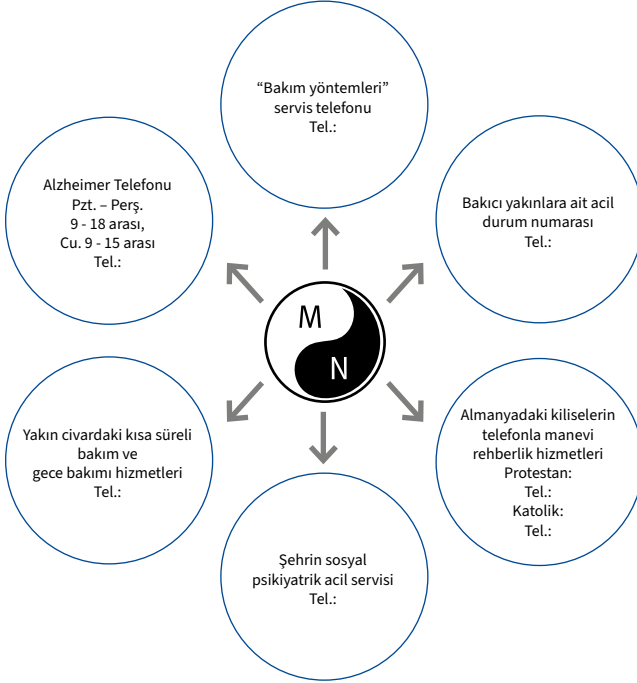 “Bakım yöntemleri”
servis telefonu
Tel.:
Alzheimer Telefonu
Pzt. – Perş.
9 - 18 arası,
Cu. 9 - 15 arası
Tel.:
Bakıcı yakınlara ait acil
durum numarası
Tel.:
M
N
Yakın civardaki kısa süreli
bakım ve
gece bakımı hizmetleri
Tel.:
Almanyadaki kiliselerin
telefonla manevi
rehberlik hizmetleri
Protestan:
Tel.:
Katolik:
Tel.:
Şehrin sosyal
psikiyatrik acil servisi
Tel.: